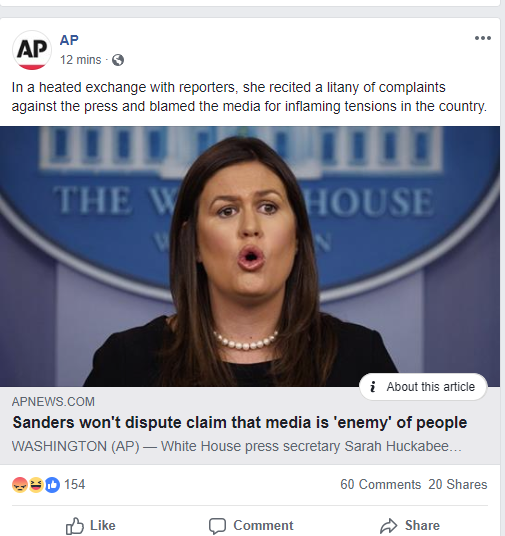 AP
AP
12 mins ·
In a heated exchange with reporters, she recited a litany of complaints
against the press and blamed the media for inflaming tensions in the country.
THE W HOUSE
W N
i About this article
APNEWS.COM
Sanders won't dispute claim that media is 'enemy' of people
WASHINGTON (AP) — White House press secretary Sarah Huckabee…
154 60 Comments 20 Shares
Like Comment Share